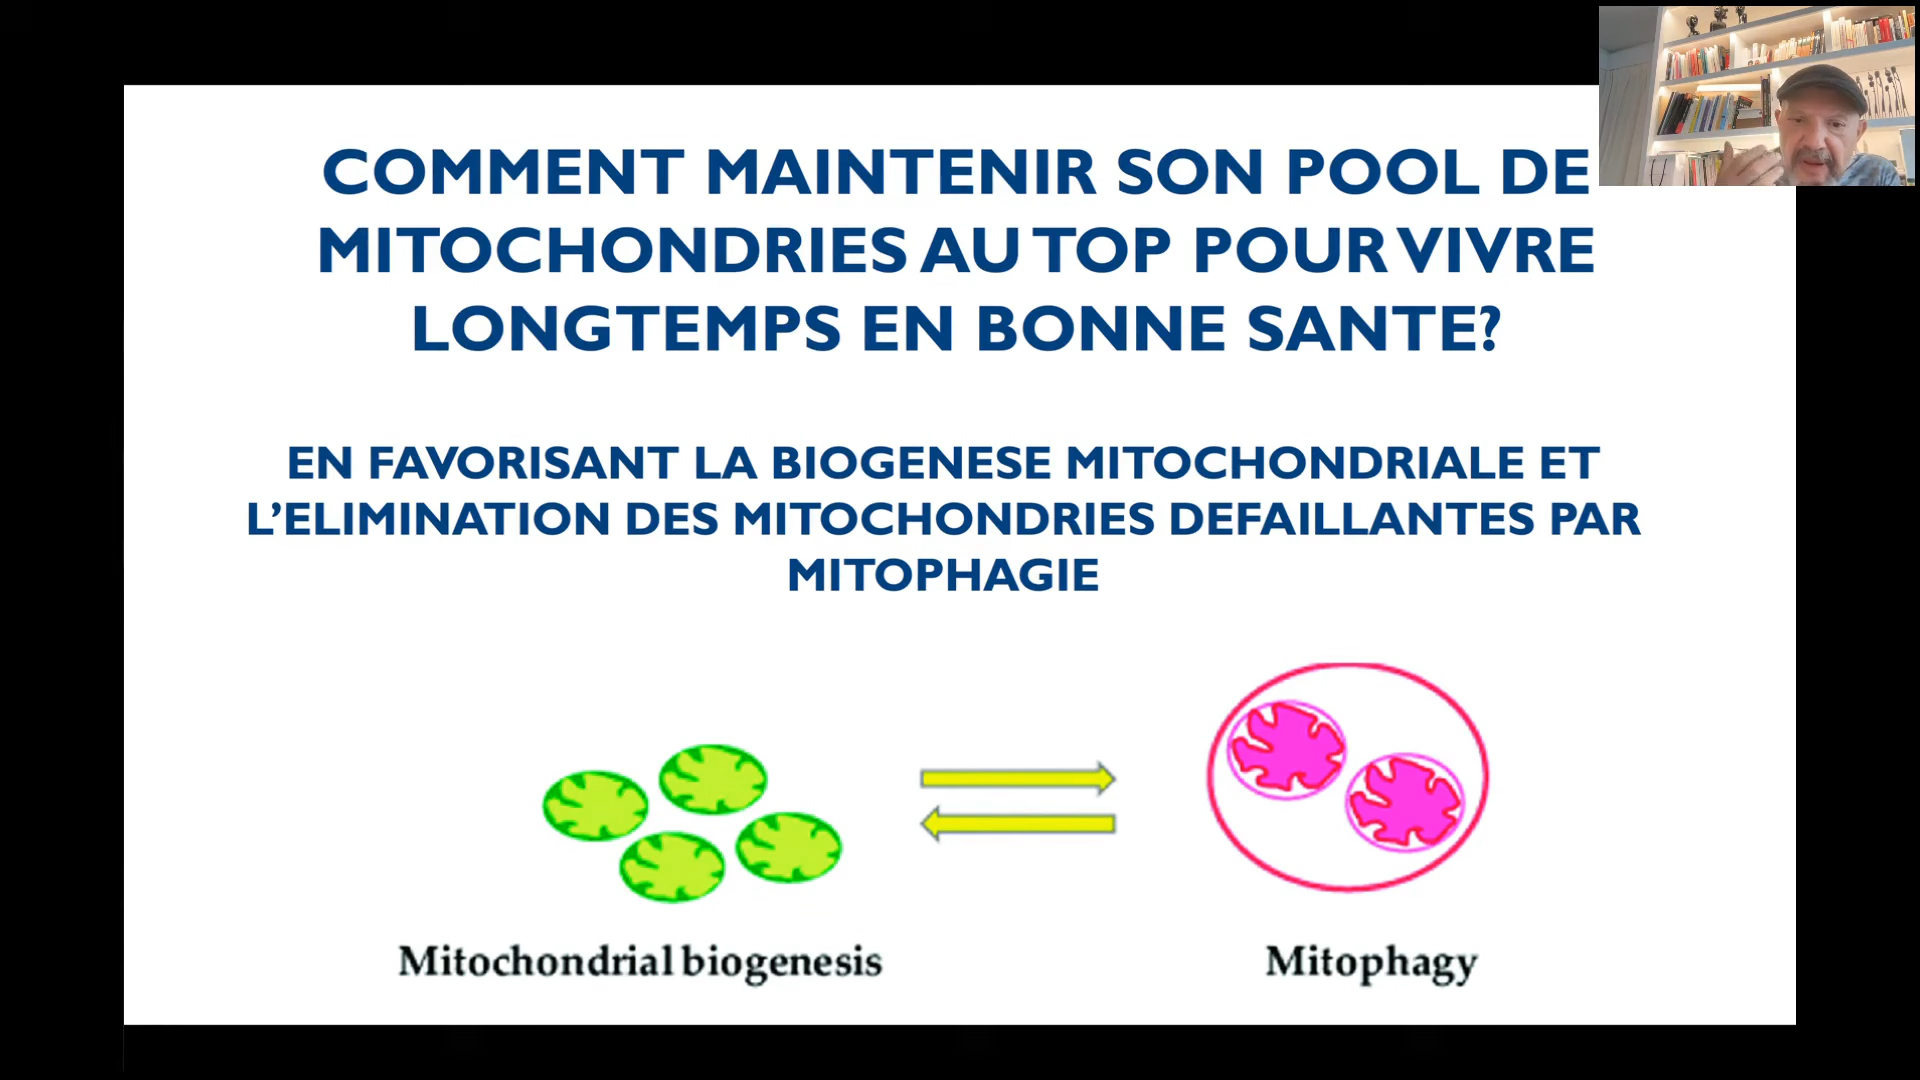 COMMENT MAINTENIR SON POOL DE
MITOCHONDRIES AU TOP POUR VIVRE
LONGTEMPS EN BONNE SANTE?
EN FAVORISANT LA BIOGENESE MITOCHONDRIALE ET
L’ELIMINATION DES MITOCHONDRIES DEFAILLANTES PAR
MITOPHAGIE
Mitochondrial biogenesis
Mitophagy